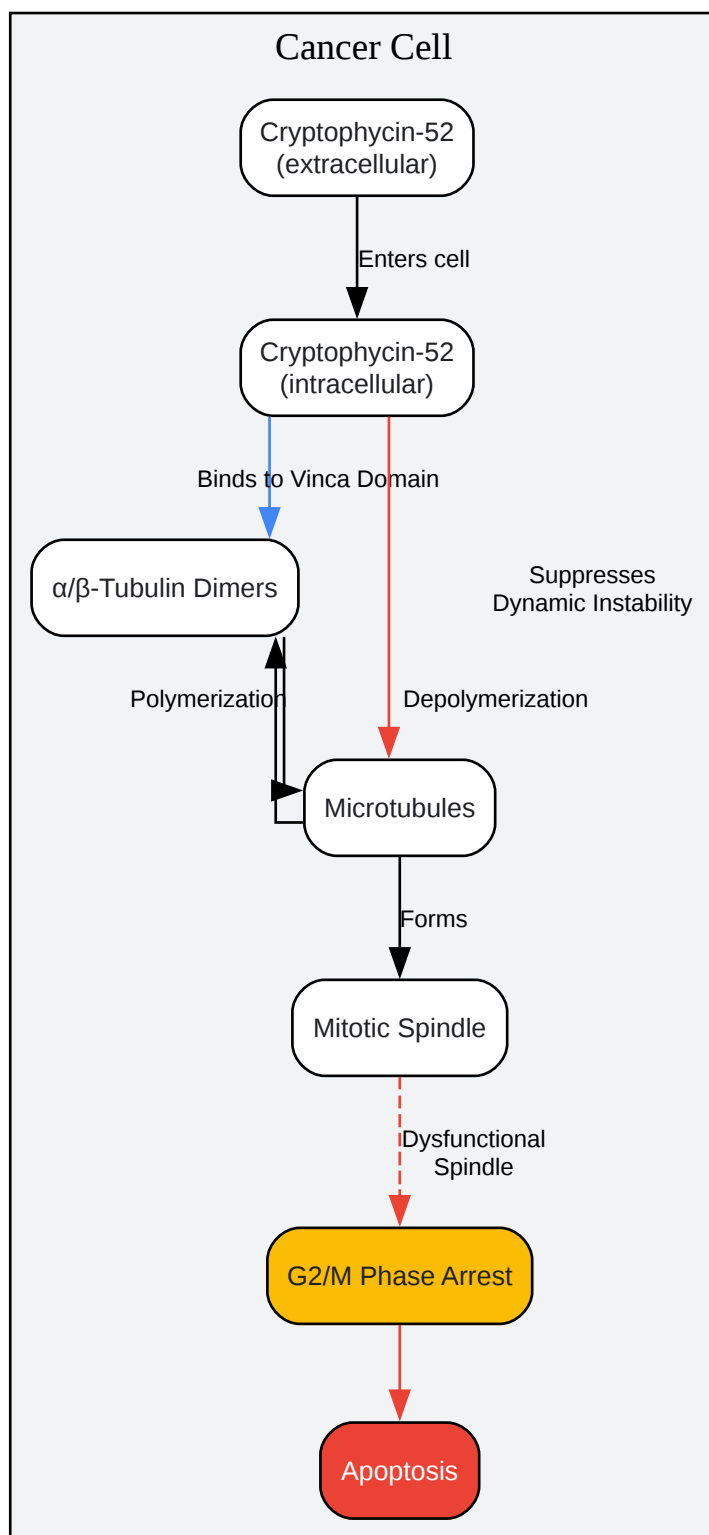 Cancer Cell
Cryptophycin-52
(extracellular)
Enters cell
Cryptophycin-52
(intracellular)
Binds to Vinca Domain
α/β-Tubulin Dimers
Suppresses
Dynamic Instability
Polymerization
Depolymerization
Microtubules
Forms
Mitotic Spindle
Dysfunctional
Spindle
G2/M Phase Arrest
Apoptosis